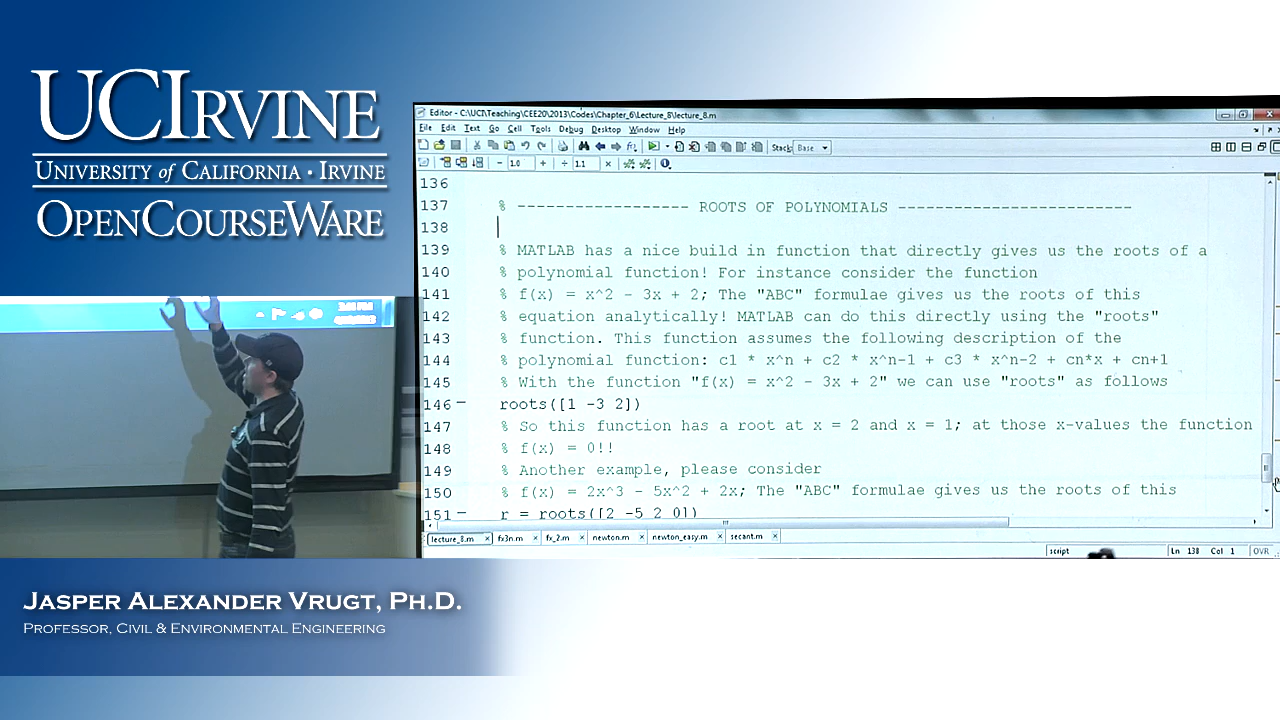 UCIRVINE
UNIVERSITY of CALIFORNIA • IRVINE
OPENCOURSEWARE
Editor - C:\UCI\Teaching\CEE20\2013\Codes\Chapter_6\Lecture_8\lecture_8.m
File Edit Text Go Cell Tools Debug Desktop Window Help
Stack: Base
1.0 + ÷ 1.1 ×
136
137 % ------------------ ROOTS OF POLYNOMIALS ------------------------
138
139 % MATLAB has a nice build in function that directly gives us the roots of a
140 % polynomial function! For instance consider the function
141 % f(x) = x^2 - 3x + 2; The "ABC" formulae gives us the roots of this
142 % equation analytically! MATLAB can do this directly using the "roots"
143 % function. This function assumes the following description of the
144 % polynomial function: c1 * x^n + c2 * x^n-1 + c3 * x^n-2 + cn*x + cn+1
145 % With the function "f(x) = x^2 - 3x + 2" we can use "roots" as follows
146 – roots([1 -3 2])
147 % So this function has a root at x = 2 and x = 1; at those x-values the function
148 % f(x) = 0!!
149 % Another example, please consider
150 % f(x) = 2x^3 - 5x^2 + 2x; The "ABC" formulae gives us the roots of this
151 – r = roots([2 -5 2 0])
lecture_8.m × fx3n.m × fx_2.m × newton.m × newton_easy.m × secant.m ×
script Ln 138 Col 1 OVR
JASPER ALEXANDER VRUGT, PH.D.
PROFESSOR, CIVIL & ENVIRONMENTAL ENGINEERING